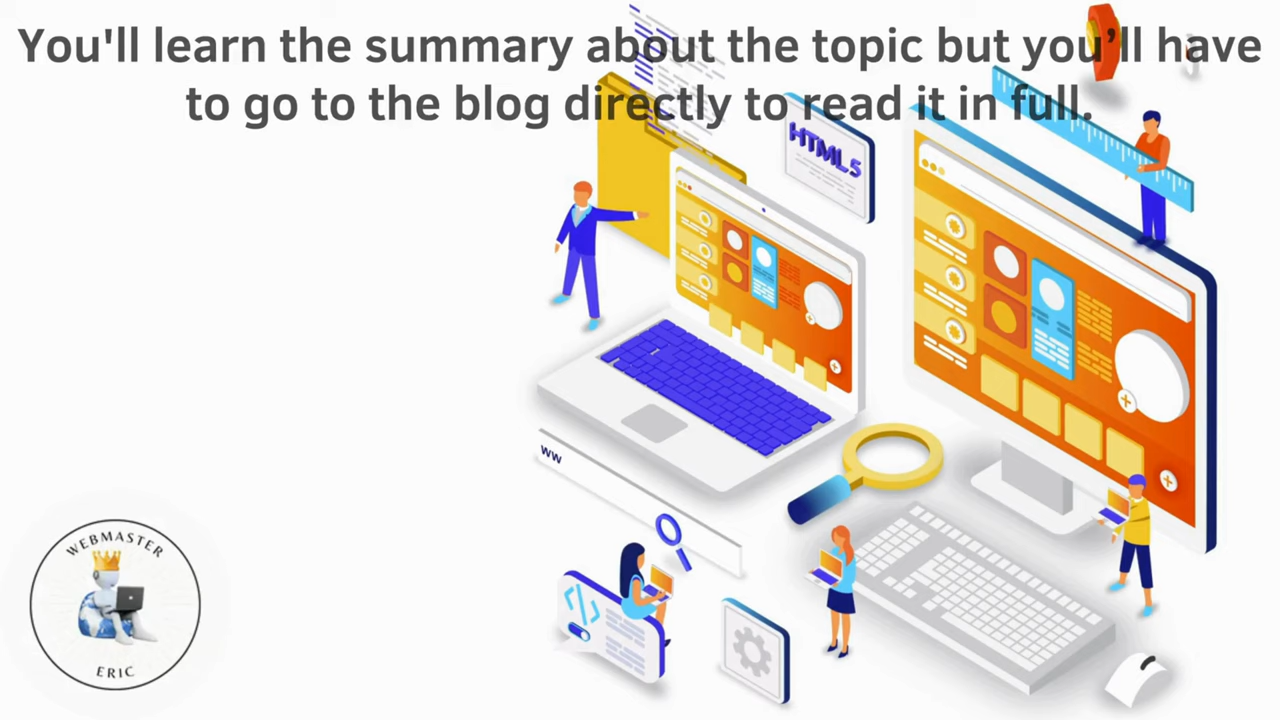 You'll learn the summary about the topic but you’ll have
to go to the blog directly to read it in full.
HTML5
WW
</>
WEBMASTER
ERIC